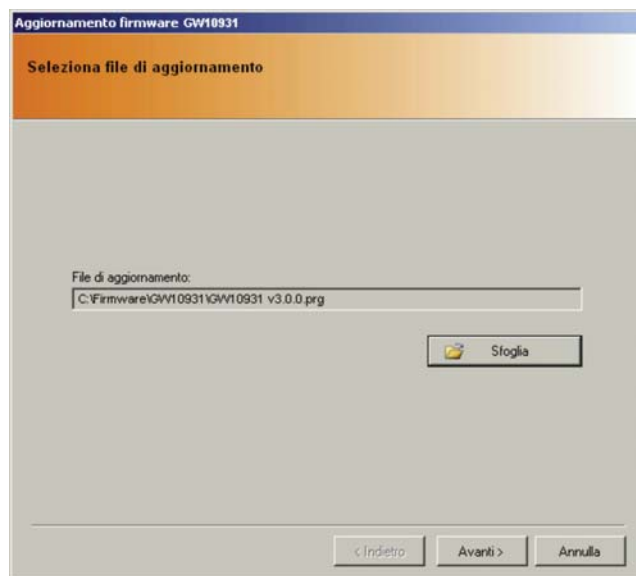 Aggiornamento firmware GW10931
Seleziona file di aggiornamento
File di aggiornamento:
C:\Firmware\GW10931\GW10931 v3.0.0.prg
Sfoglia
< Indietro
Avanti >
Annulla